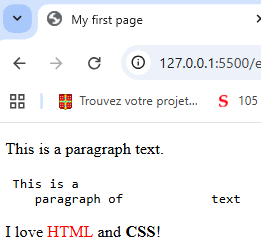 My first page
127.0.0.1:5500/e
Trouvez votre projet... S 105
This is a paragraph text.
This is a
paragraph of text
I love HTML and CSS!